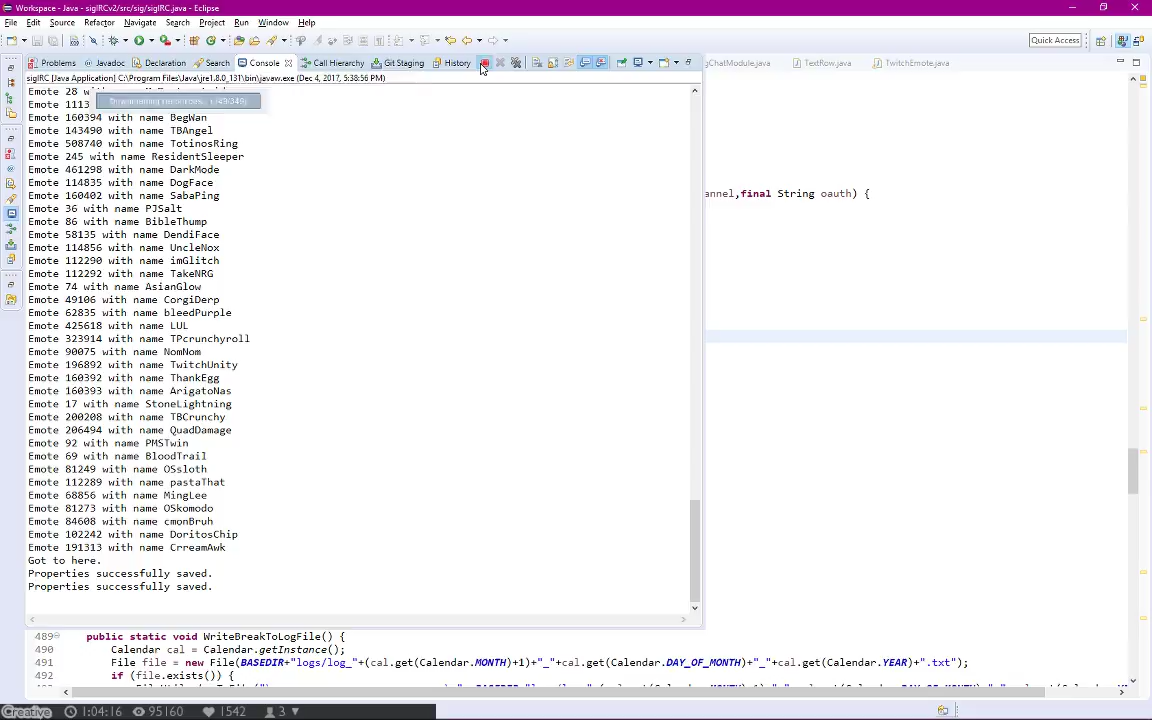 Workspace - Java - sigIRCv2/src/sig/sigIRC.java - Eclipse
File Edit Source Refactor Navigate Search Project Run Window Help
Quick Access
Problems Javadoc Declaration Search Console Call Hierarchy Git Staging History
gChatModule.java TextRow.java TwitchEmote.java
sigIRC [Java Application] C:\Program Files\Java\jre1.8.0_131\bin\javaw.exe (Dec 4, 2017, 5:38:56 PM)
Emote 28 wi
Downloading resources...
Emote 1113
Emote 160394 with name BegWan
Emote 143490 with name TBAngel
Emote 508740 with name TotinosRing
Emote 245 with name ResidentSleeper
Emote 461298 with name DarkMode
Emote 114835 with name DogFace
Emote 160402 with name SabaPing
annel,final String oauth) {
Emote 36 with name PJSalt
Emote 86 with name BibleThump
Emote 58135 with name DendiFace
Emote 114856 with name UncleNox
Emote 112290 with name imGlitch
Emote 112292 with name TakeNRG
Emote 74 with name AsianGlow
Emote 49106 with name CorgiDerp
Emote 62835 with name bleedPurple
Emote 425618 with name LUL
Emote 323914 with name TPcrunchyroll
Emote 90075 with name NomNom
Emote 196892 with name TwitchUnity
Emote 160392 with name ThankEgg
Emote 160393 with name ArigatoNas
Emote 17 with name StoneLightning
Emote 200208 with name TBCrunchy
Emote 206494 with name QuadDamage
Emote 92 with name PMSTwin
Emote 69 with name BloodTrail
Emote 81249 with name OSsloth
Emote 112289 with name pastaThat
Emote 68856 with name MingLee
Emote 81273 with name OSkomodo
Emote 84608 with name cmonBruh
Emote 102242 with name DoritosChip
Emote 191313 with name CrreamAwk
Got to here.
Properties successfully saved.
Properties successfully saved.
489 public static void WriteBreakToLogFile() {
490 Calendar cal = Calendar.getInstance();
491 File file = new File(BASEDIR+"logs/log_"+(cal.get(Calendar.MONTH)+1)+"_"+cal.get(Calendar.DAY_OF_MONTH)+"_"+cal.get(Calendar.YEAR)+".txt");
492 if (file.exists()) {
Creative 1:04:16 95160 1542 3